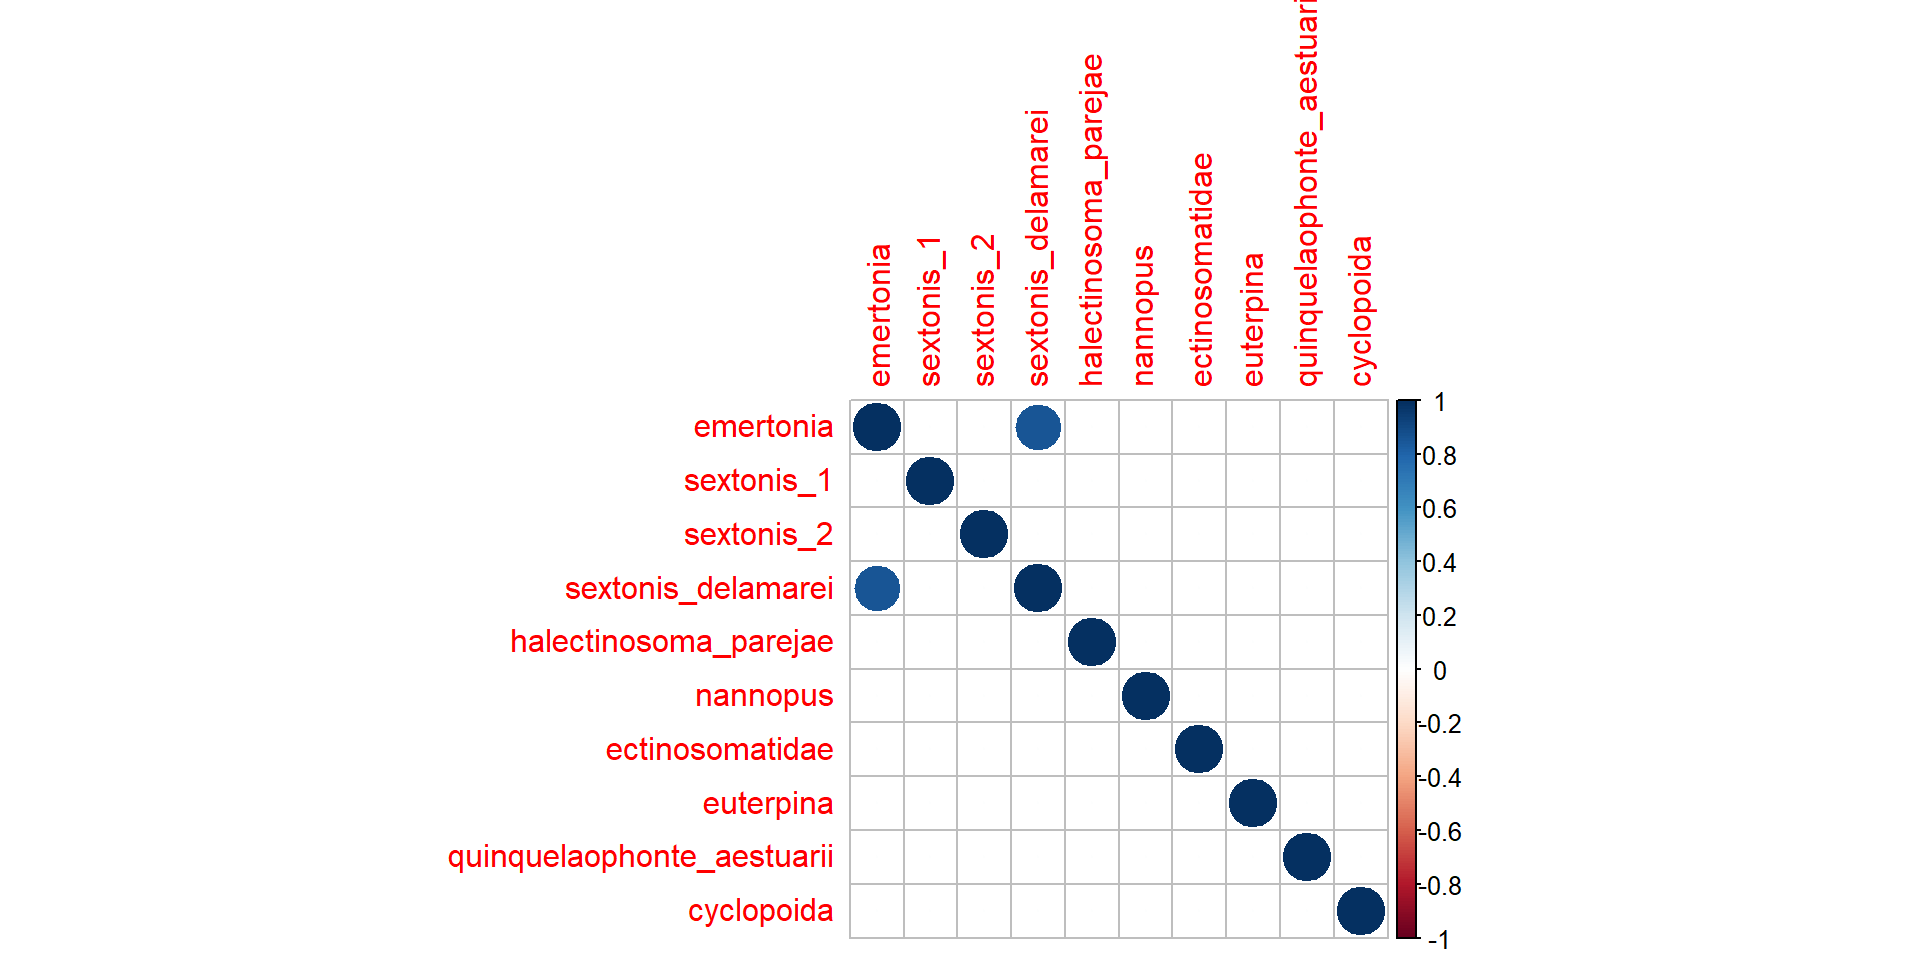 emertonia
sextonis_1
sextonis_2
sextonis_delamarei
halectinosoma_parejae
nannopus
ectinosomatidae
euterpina
quinquelaophonte_aestuari
cyclopoida
emertonia
sextonis_1
sextonis_2
sextonis_delamarei
halectinosoma_parejae
nannopus
ectinosomatidae
euterpina
quinquelaophonte_aestuarii
cyclopoida
1
0.8
0.6
0.4
0.2
0
-0.2
-0.4
-0.6
-0.8
-1